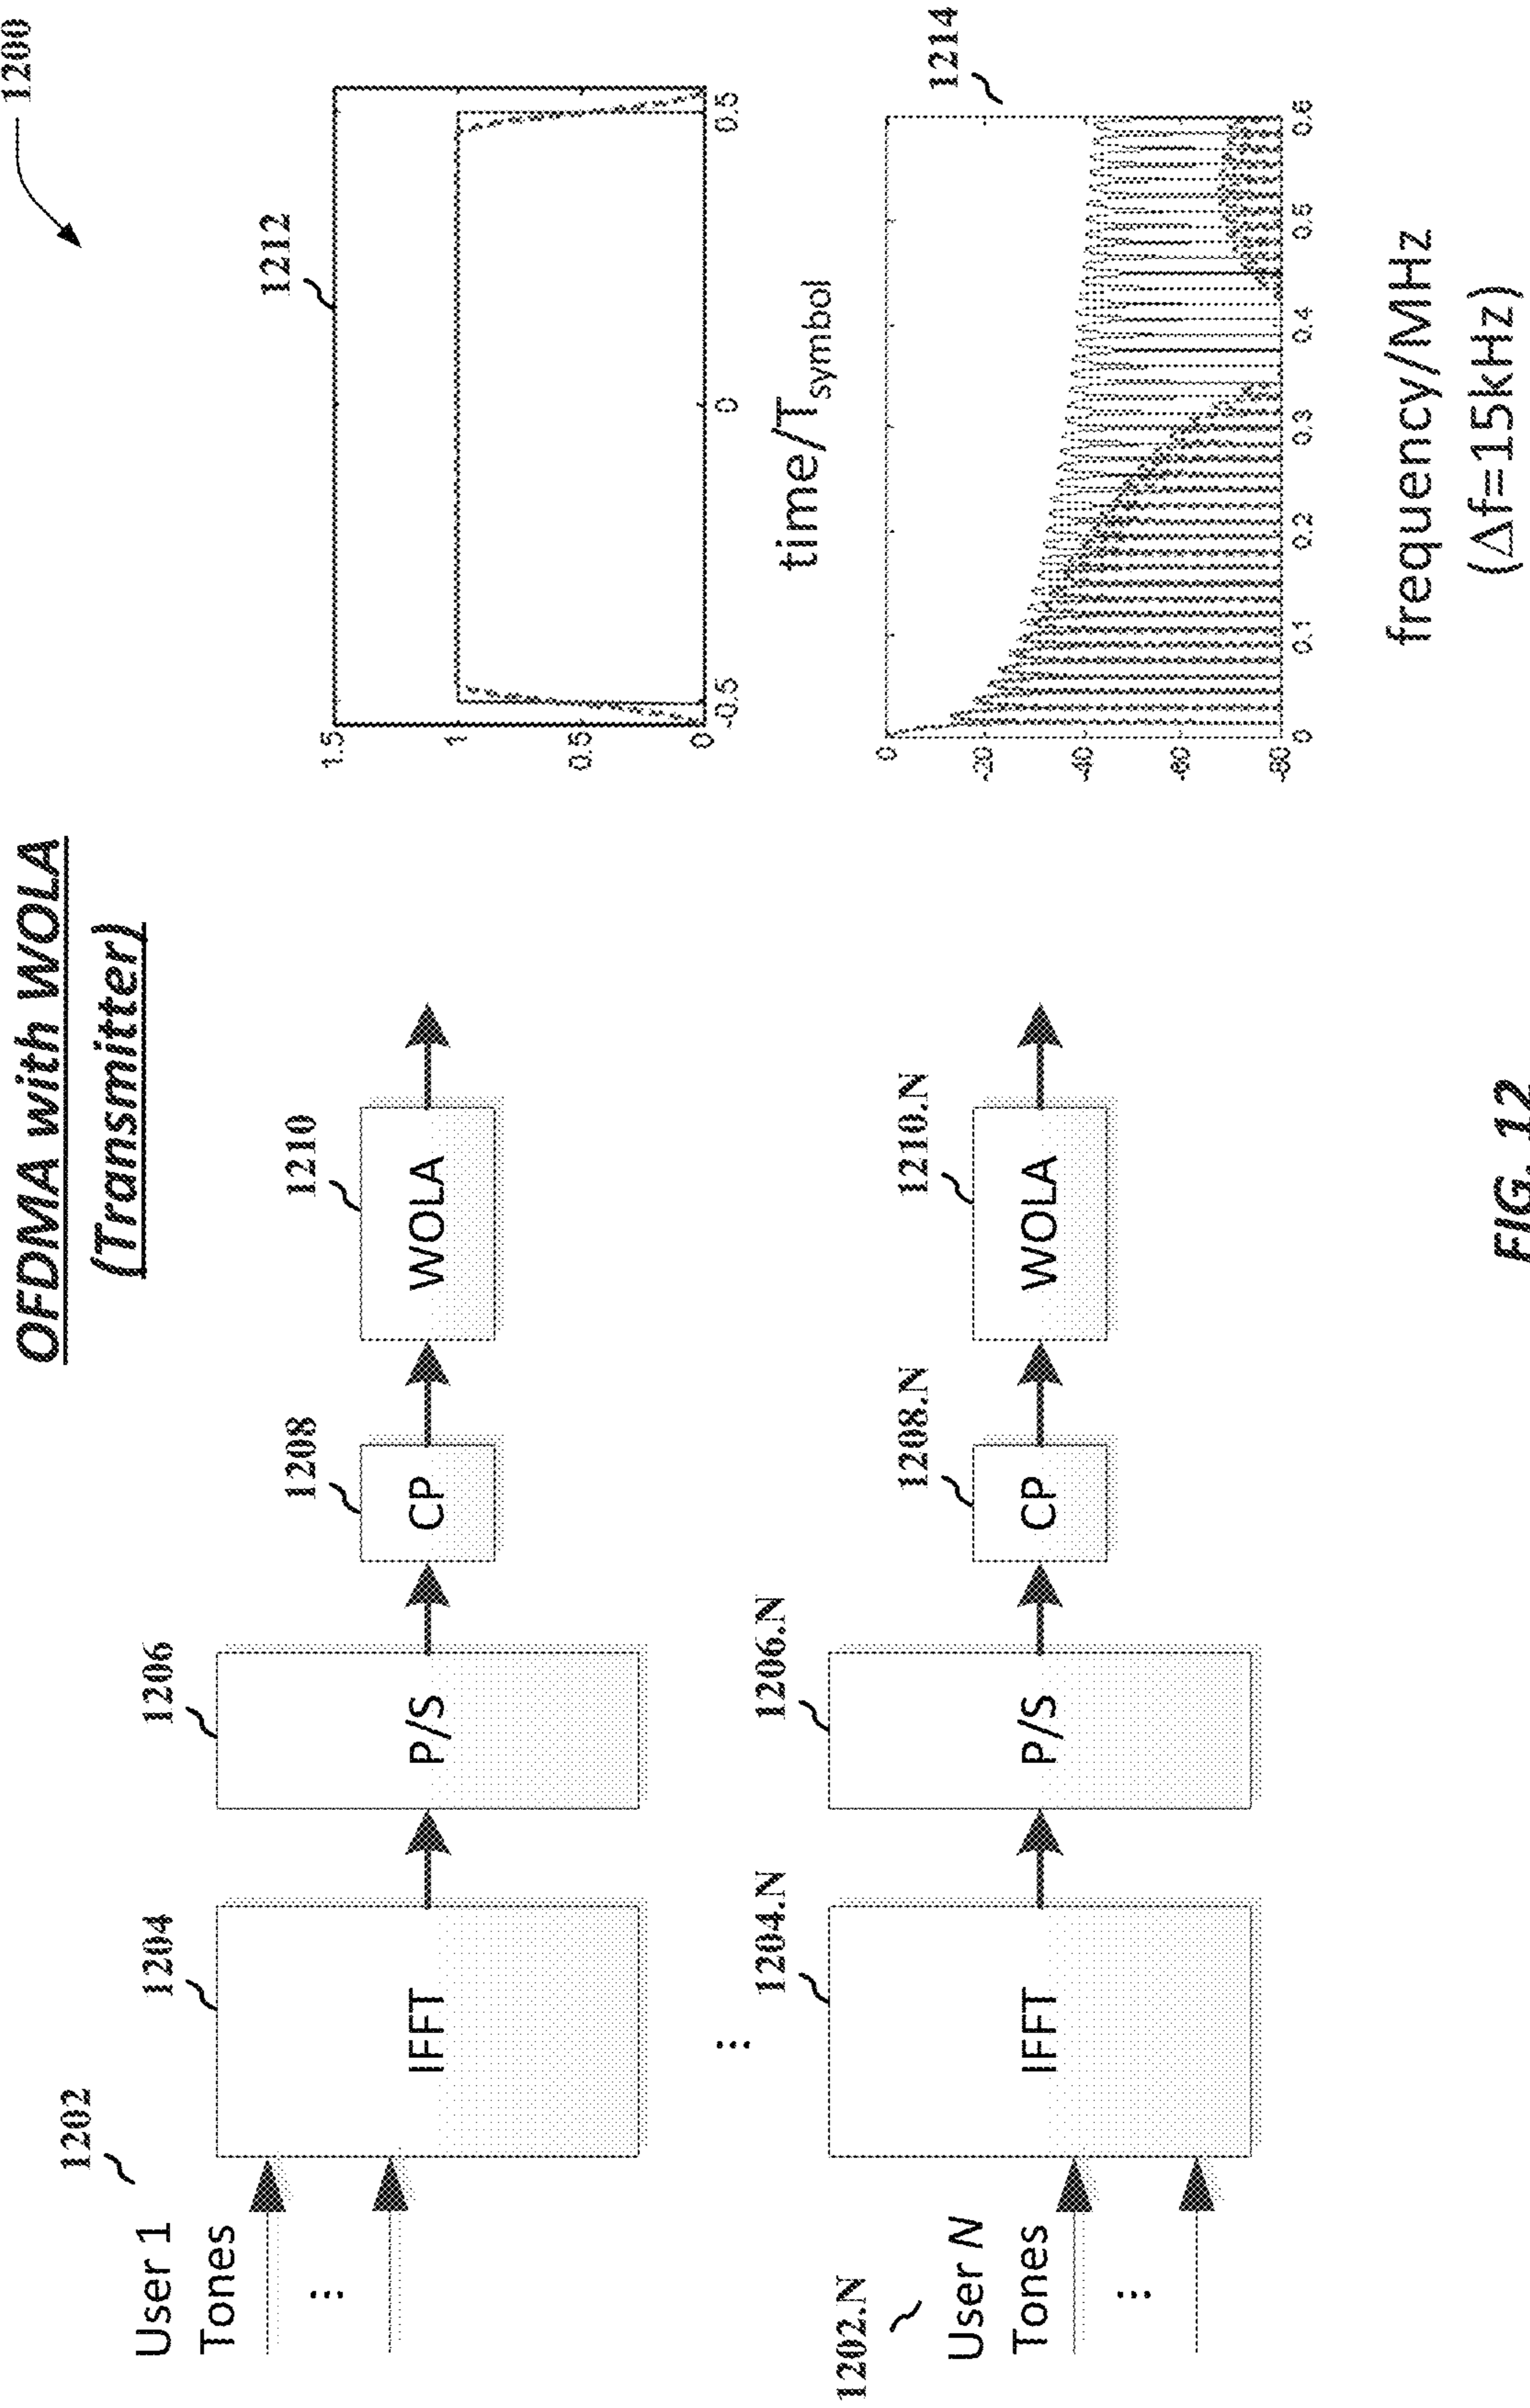 OFDMA with WOLA
(Transmitter)
1200
1202
User 1
Tones
⋮
1204
IFFT
1206
P/S
1208
CP
1210
WOLA
⋮
1202.N
User N
Tones
⋮
1204.N
IFFT
1206.N
P/S
1208.N
CP
1210.N
WOLA
1212
1.5
1
0.5
0
-0.5
0
0.5
time/Tsymbol
1214
0
-20
-40
-60
-80
0
0.1
0.2
0.3
0.4
0.5
0.6
frequency/MHz
(Δf=15kHz)
FIG. 12